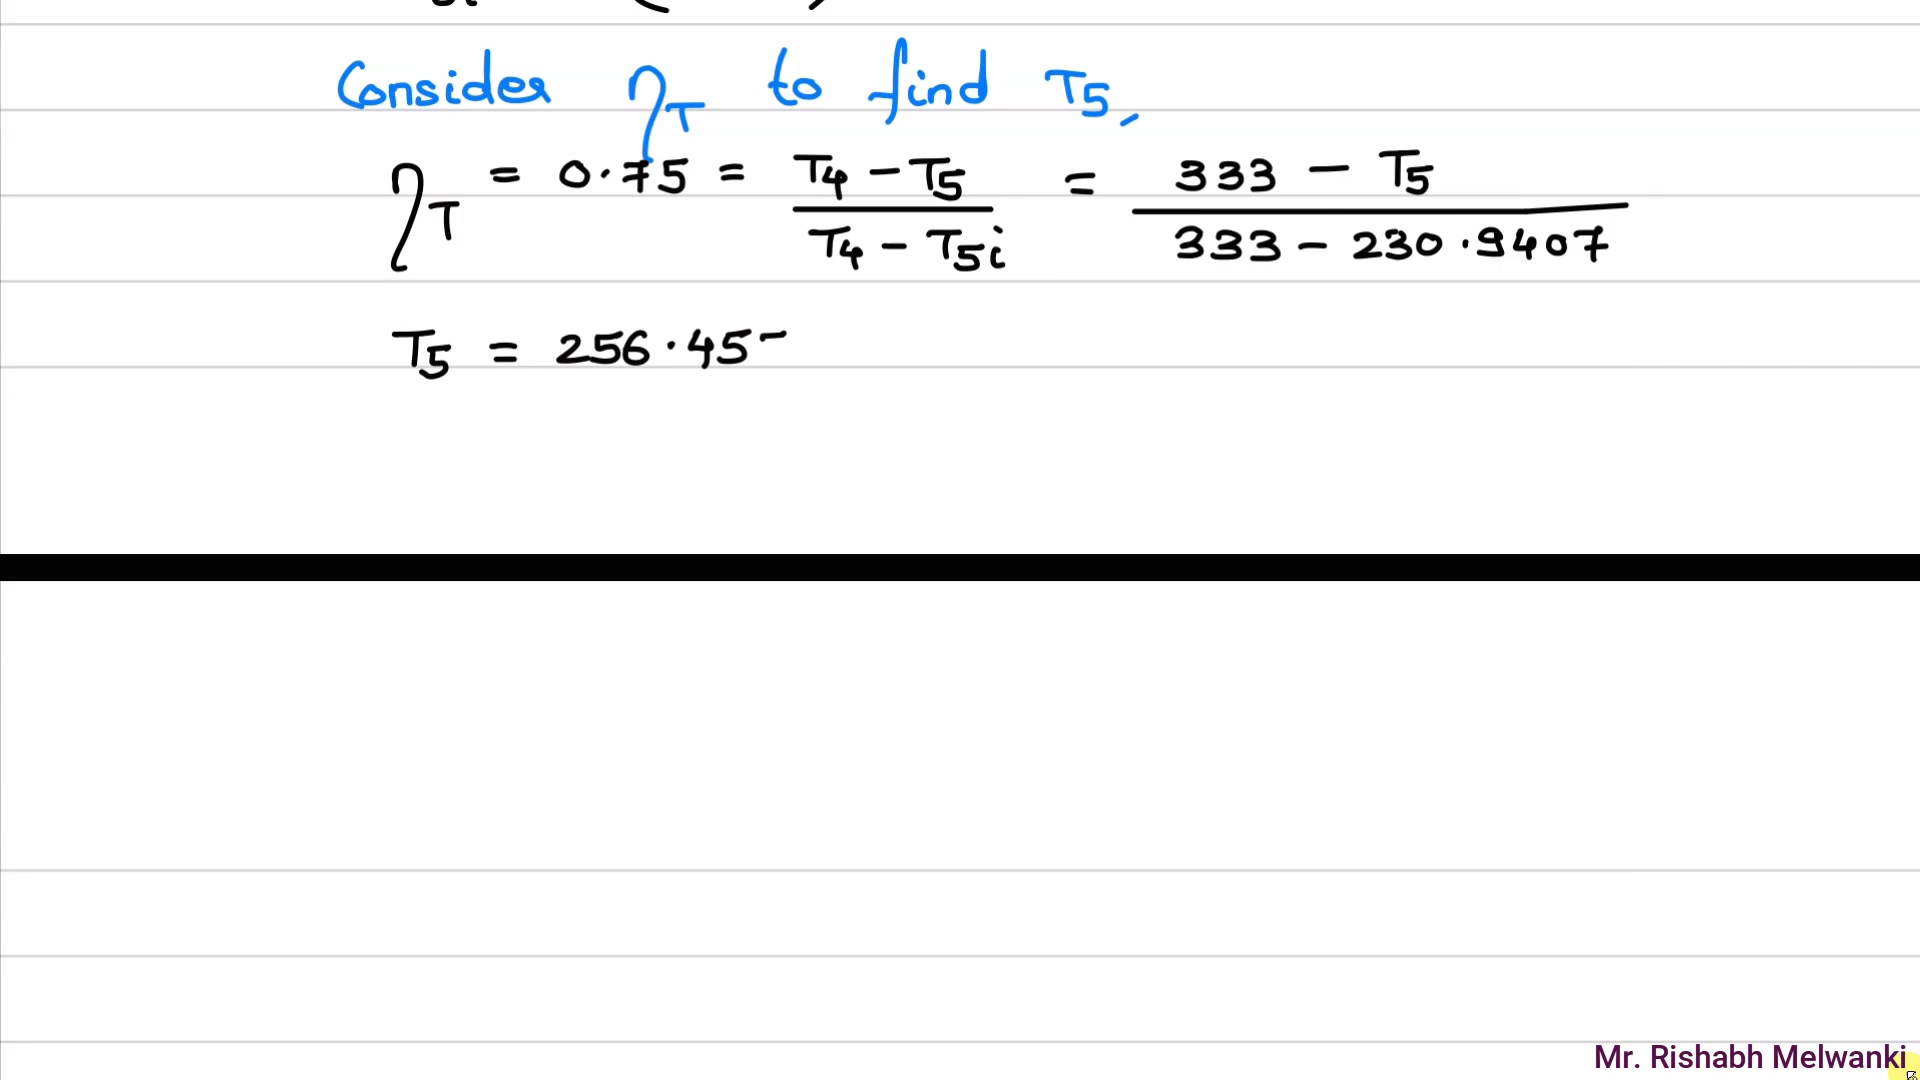 Consider ηT to find T5,
ηT = 0.75 = T4 - T5 / T4 - T5i = 333 - T5 / 333 - 230.9407
T5 = 256.45
Mr. Rishabh Melwanki